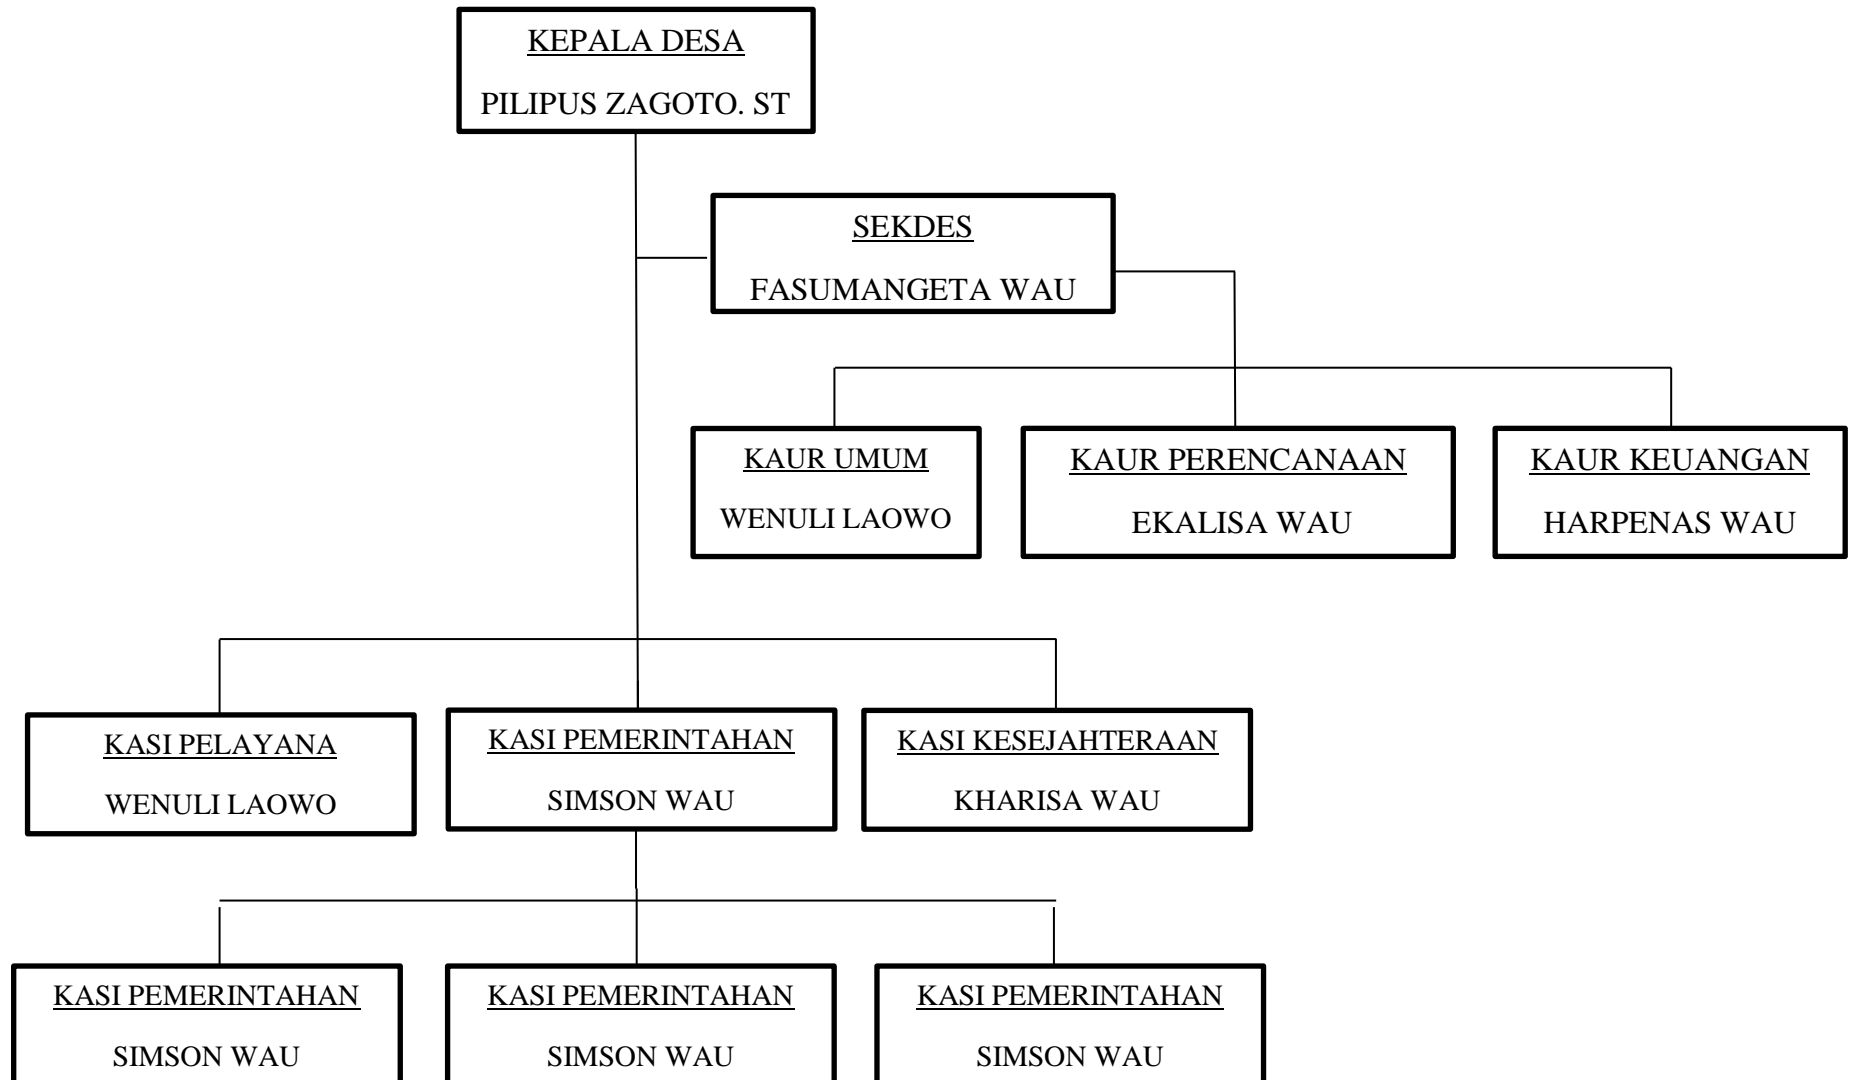 KEPALA DESA
PILIPUS ZAGOTO. ST
SEKDES
FASUMANGETA WAU
KAUR UMUM
WENULI LAOWO
KAUR PERENCANAAN
EKALISA WAU
KAUR KEUANGAN
HARPENAS WAU
KASI PELAYANA
WENULI LAOWO
KASI PEMERINTAHAN
SIMSON WAU
KASI KESEJAHTERAAN
KHARISA WAU
KASI PEMERINTAHAN
SIMSON WAU
KASI PEMERINTAHAN
SIMSON WAU
KASI PEMERINTAHAN
SIMSON WAU